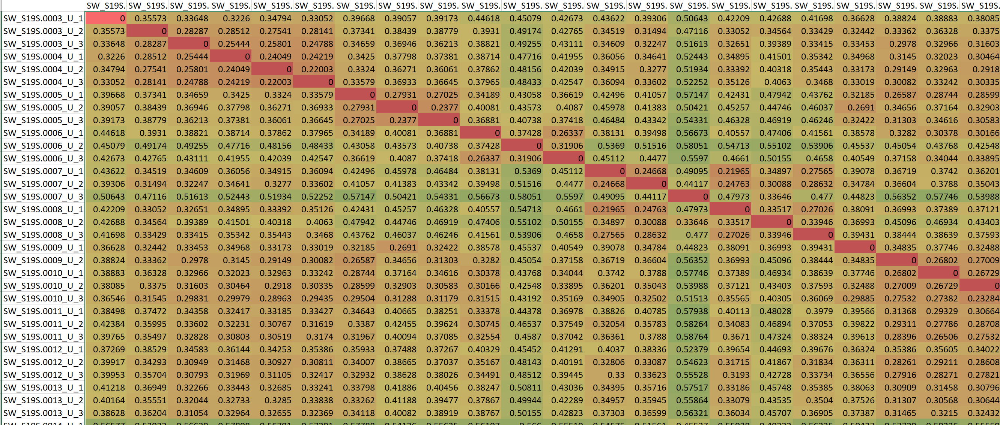 SW_S19S. SW_S19S. SW_S19S. SW_S19S. SW_S19S. SW_S19S. SW_S19S. SW_S19S. SW_S19S. SW_S19S. SW_S19S. SW_S19S. SW_S19S. SW_S19S. SW_S19S. SW_S19S. SW_S19S. SW_S19S. SW_S19S. SW_S19S. SW_S19S. SW_S19S.
SW_S19S.0003_U_1 0 0.35573 0.33648 0.3226 0.34794 0.33052 0.39668 0.39057 0.39173 0.44618 0.45079 0.42673 0.43622 0.39306 0.50643 0.42209 0.42688 0.41698 0.36628 0.38824 0.38883 0.38085
SW_S19S.0003_U_2 0.35573 0 0.28287 0.28512 0.27541 0.28141 0.37341 0.38439 0.38779 0.3931 0.49174 0.42765 0.34519 0.31494 0.47116 0.33052 0.34564 0.33429 0.32442 0.33362 0.36328 0.3375
SW_S19S.0003_U_3 0.33648 0.28287 0 0.25444 0.25801 0.24788 0.34659 0.36946 0.36213 0.38821 0.49255 0.43111 0.34609 0.32247 0.51613 0.32651 0.39389 0.33415 0.33453 0.2978 0.32966 0.31603
SW_S19S.0004_U_1 0.3226 0.28512 0.25444 0 0.24049 0.24219 0.3425 0.37798 0.37381 0.38714 0.47716 0.41955 0.36056 0.34641 0.52443 0.34895 0.41501 0.35342 0.34968 0.3145 0.32023 0.30464
SW_S19S.0004_U_2 0.34794 0.27541 0.25801 0.24049 0 0.22003 0.3324 0.36271 0.36061 0.37862 0.48156 0.42039 0.34915 0.3277 0.51934 0.33392 0.40318 0.35443 0.33173 0.29149 0.32963 0.2918
SW_S19S.0004_U_3 0.33052 0.28141 0.24788 0.24219 0.22003 0 0.33579 0.36933 0.36645 0.37965 0.48433 0.42547 0.36094 0.33602 0.52252 0.35126 0.4063 0.3468 0.33019 0.30082 0.33242 0.30335
SW_S19S.0005_U_1 0.39668 0.37341 0.34659 0.3425 0.3324 0.33579 0 0.27931 0.27025 0.34189 0.43058 0.36619 0.42496 0.41057 0.57147 0.42431 0.47942 0.43762 0.32185 0.26587 0.28744 0.28599
SW_S19S.0005_U_2 0.39057 0.38439 0.36946 0.37798 0.36271 0.36933 0.27931 0 0.2377 0.40081 0.43573 0.4087 0.45978 0.41383 0.50421 0.45257 0.44746 0.46037 0.2691 0.34656 0.37164 0.32903
SW_S19S.0005_U_3 0.39173 0.38779 0.36213 0.37381 0.36061 0.36645 0.27025 0.2377 0 0.36881 0.40738 0.37418 0.46484 0.43342 0.54331 0.46328 0.46919 0.46246 0.32422 0.31303 0.34616 0.30583
SW_S19S.0006_U_1 0.44618 0.3931 0.38821 0.38714 0.37862 0.37965 0.34189 0.40081 0.36881 0 0.37428 0.26337 0.38131 0.39498 0.56673 0.40557 0.47406 0.41561 0.38578 0.3282 0.30378 0.30166
SW_S19S.0006_U_2 0.45079 0.49174 0.49255 0.47716 0.48156 0.48433 0.43058 0.43573 0.40738 0.37428 0 0.31906 0.5369 0.51516 0.58051 0.54713 0.55102 0.53906 0.45537 0.45054 0.43768 0.42548
SW_S19S.0006_U_3 0.42673 0.42765 0.43111 0.41955 0.42039 0.42547 0.36619 0.4087 0.37418 0.26337 0.31906 0 0.45112 0.4477 0.5597 0.4661 0.50155 0.4658 0.40549 0.37158 0.34044 0.33895
SW_S19S.0007_U_1 0.43622 0.34519 0.34609 0.36056 0.34915 0.36094 0.42496 0.45978 0.46484 0.38131 0.5369 0.45112 0 0.24668 0.49095 0.21965 0.34897 0.27565 0.39078 0.36719 0.3742 0.36201
SW_S19S.0007_U_2 0.39306 0.31494 0.32247 0.34641 0.3277 0.33602 0.41057 0.41383 0.43342 0.39498 0.51516 0.4477 0.24668 0 0.44117 0.24763 0.30088 0.28632 0.34784 0.36604 0.3788 0.35043
SW_S19S.0007_U_3 0.50643 0.47116 0.51613 0.52443 0.51934 0.52252 0.57147 0.50421 0.54331 0.56673 0.58051 0.5597 0.49095 0.44117 0 0.47973 0.33646 0.477 0.44823 0.56352 0.57746 0.53988
SW_S19S.0008_U_1 0.42209 0.33052 0.32651 0.34895 0.33392 0.35126 0.42431 0.45257 0.46328 0.40557 0.54713 0.4661 0.21965 0.24763 0.47973 0 0.33517 0.27026 0.38091 0.36993 0.37389 0.37121
SW_S19S.0008_U_2 0.42688 0.34564 0.39389 0.41501 0.40318 0.4063 0.47942 0.44746 0.46919 0.47406 0.55102 0.50155 0.34897 0.30088 0.33646 0.33517 0 0.33946 0.36993 0.45096 0.46934 0.43403
SW_S19S.0008_U_3 0.41698 0.33429 0.33415 0.35342 0.35443 0.3468 0.43762 0.46037 0.46246 0.41561 0.53906 0.4658 0.27565 0.28632 0.477 0.27026 0.33946 0 0.39431 0.38444 0.38639 0.37593
SW_S19S.0009_U_1 0.36628 0.32442 0.33453 0.34968 0.33173 0.33019 0.32185 0.2691 0.32422 0.38578 0.45537 0.40549 0.39078 0.34784 0.44823 0.38091 0.36993 0.39431 0 0.34835 0.37746 0.32488
SW_S19S.0009_U_2 0.38824 0.33362 0.2978 0.3145 0.29149 0.30082 0.26587 0.34656 0.31303 0.3282 0.45054 0.37158 0.36719 0.36604 0.56352 0.36993 0.45096 0.38444 0.34835 0 0.26802 0.27009
SW_S19S.0010_U_1 0.38883 0.36328 0.32966 0.32023 0.32963 0.33242 0.28744 0.37164 0.34616 0.30378 0.43768 0.34044 0.3742 0.3788 0.57746 0.37389 0.46934 0.38639 0.37746 0.26802 0 0.26729
SW_S19S.0010_U_2 0.38085 0.3375 0.31603 0.30464 0.2918 0.30335 0.28599 0.32903 0.30583 0.30166 0.42548 0.33895 0.36201 0.35043 0.53988 0.37121 0.43403 0.37593 0.32488 0.27009 0.26729 0
SW_S19S.0010_U_3 0.36546 0.31545 0.29831 0.29979 0.28963 0.29435 0.29504 0.31288 0.31179 0.31515 0.43192 0.35169 0.34905 0.32502 0.51513 0.35565 0.40305 0.36069 0.29885 0.27532 0.27382 0.23284
SW_S19S.0011_U_1 0.38498 0.37472 0.34358 0.32417 0.33185 0.33427 0.34643 0.40665 0.38251 0.33378 0.44378 0.36978 0.38826 0.40785 0.57938 0.40113 0.48028 0.3979 0.39566 0.31368 0.29329 0.30664
SW_S19S.0011_U_2 0.42384 0.35995 0.33602 0.32231 0.30767 0.31619 0.3387 0.42455 0.39624 0.30745 0.46537 0.37549 0.32054 0.35783 0.58264 0.34083 0.46894 0.37053 0.39822 0.29311 0.27786 0.28708
SW_S19S.0011_U_3 0.39765 0.35497 0.32828 0.30803 0.30519 0.3174 0.31967 0.40094 0.37085 0.32554 0.4587 0.37042 0.36361 0.3788 0.58764 0.3671 0.47324 0.38324 0.39613 0.28396 0.26506 0.27532
SW_S19S.0012_U_1 0.37269 0.38529 0.34583 0.36144 0.34253 0.35386 0.35933 0.37488 0.37267 0.40329 0.45452 0.41291 0.4037 0.38336 0.52379 0.39654 0.44693 0.39676 0.36324 0.35386 0.35605 0.34022
SW_S19S.0012_U_2 0.39917 0.34293 0.30949 0.31468 0.30927 0.30811 0.34007 0.38665 0.37037 0.35167 0.48143 0.40191 0.32806 0.33087 0.54623 0.31715 0.41867 0.31834 0.36311 0.28261 0.29211 0.28608
SW_S19S.0012_U_3 0.39953 0.35704 0.30793 0.31969 0.31105 0.32417 0.32932 0.38628 0.38026 0.34491 0.48512 0.39445 0.33 0.33623 0.55528 0.3193 0.42728 0.33734 0.36556 0.27916 0.28271 0.27821
SW_S19S.0013_U_1 0.41218 0.36949 0.32266 0.33443 0.32685 0.33241 0.33798 0.41886 0.40456 0.38247 0.50811 0.43036 0.34395 0.35716 0.57517 0.33186 0.45748 0.35385 0.38063 0.30909 0.31458 0.30796
SW_S19S.0013_U_2 0.40164 0.35551 0.32044 0.32733 0.3285 0.33838 0.33262 0.41188 0.39477 0.37867 0.49944 0.42289 0.34957 0.35945 0.55864 0.33079 0.43535 0.3504 0.37526 0.31307 0.30568 0.30644
SW_S19S.0013_U_3 0.38628 0.36204 0.31054 0.32964 0.32655 0.32369 0.34118 0.40082 0.38919 0.38767 0.50155 0.42823 0.37303 0.36599 0.56321 0.36034 0.45707 0.36905 0.37387 0.31465 0.3215 0.32432